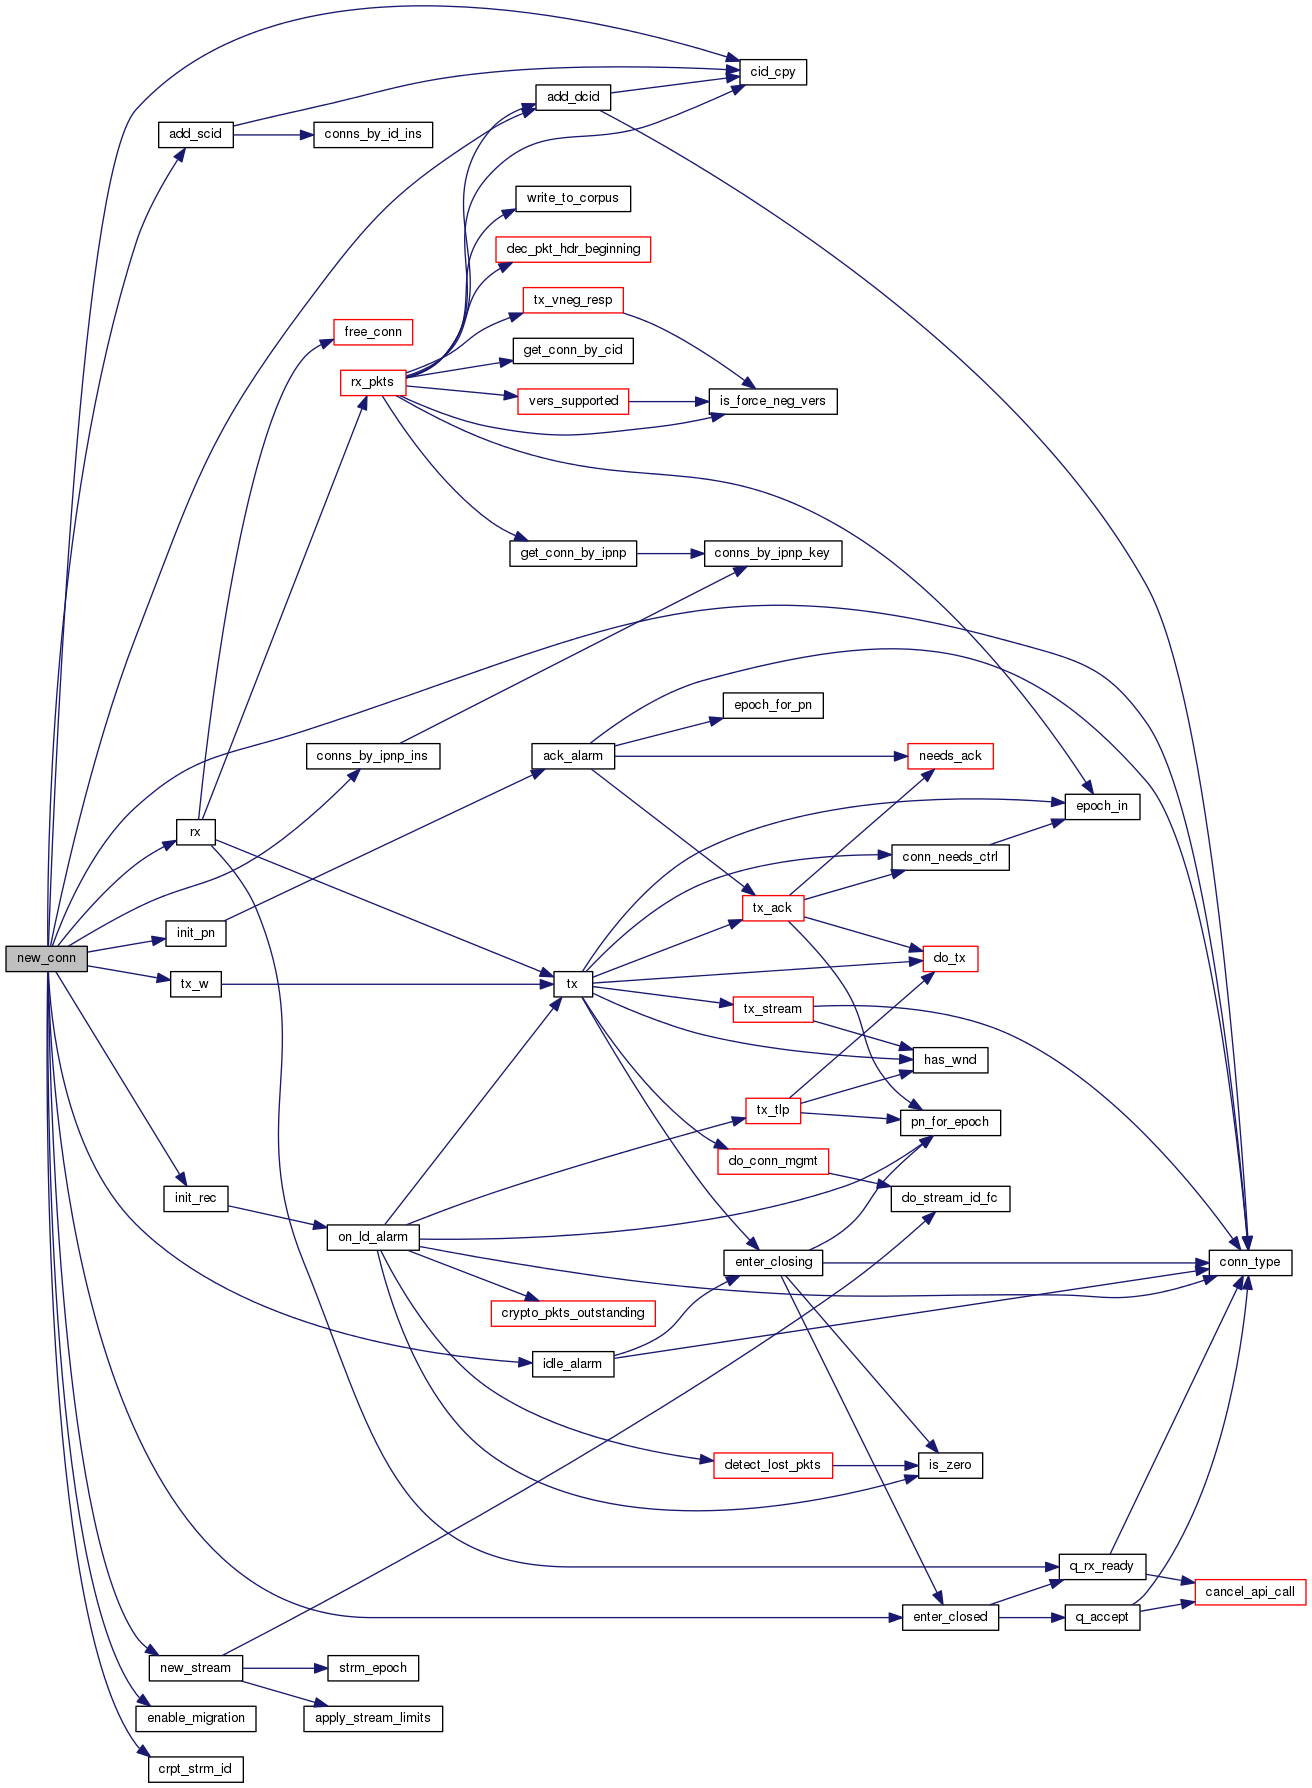 cid_cpy
add_dcid
add_scid
conns_by_id_ins
write_to_corpus
dec_pkt_hdr_beginning
tx_vneg_resp
free_conn
get_conn_by_cid
rx_pkts
vers_supported
is_force_neg_vers
get_conn_by_ipnp
conns_by_ipnp_key
epoch_for_pn
conns_by_ipnp_ins
ack_alarm
needs_ack
epoch_in
rx
conn_needs_ctrl
tx_ack
init_pn
new_conn
do_tx
tx_w
tx
tx_stream
has_wnd
tx_tlp
pn_for_epoch
do_conn_mgmt
init_rec
do_stream_id_fc
on_ld_alarm
enter_closing
conn_type
crypto_pkts_outstanding
idle_alarm
detect_lost_pkts
is_zero
q_rx_ready
cancel_api_call
enter_closed
q_accept
new_stream
strm_epoch
enable_migration
apply_stream_limits
crpt_strm_id